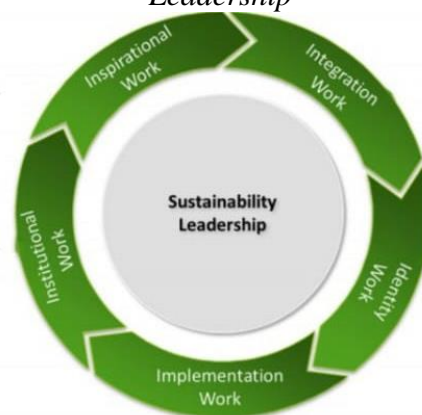 Leadership
Inspirational
Work
Integration
Work
Identity
Work
Implementation
Work
Institutional
Work
Sustainability
Leadership